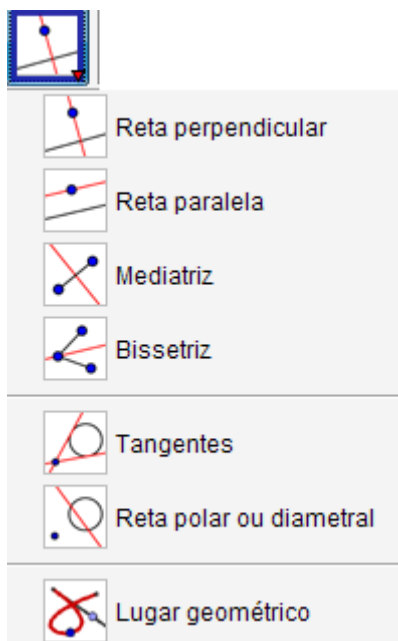 Reta perpendicular
Reta paralela
Mediatriz
Bissetriz
Tangentes
Reta polar ou diametral
Lugar geométrico